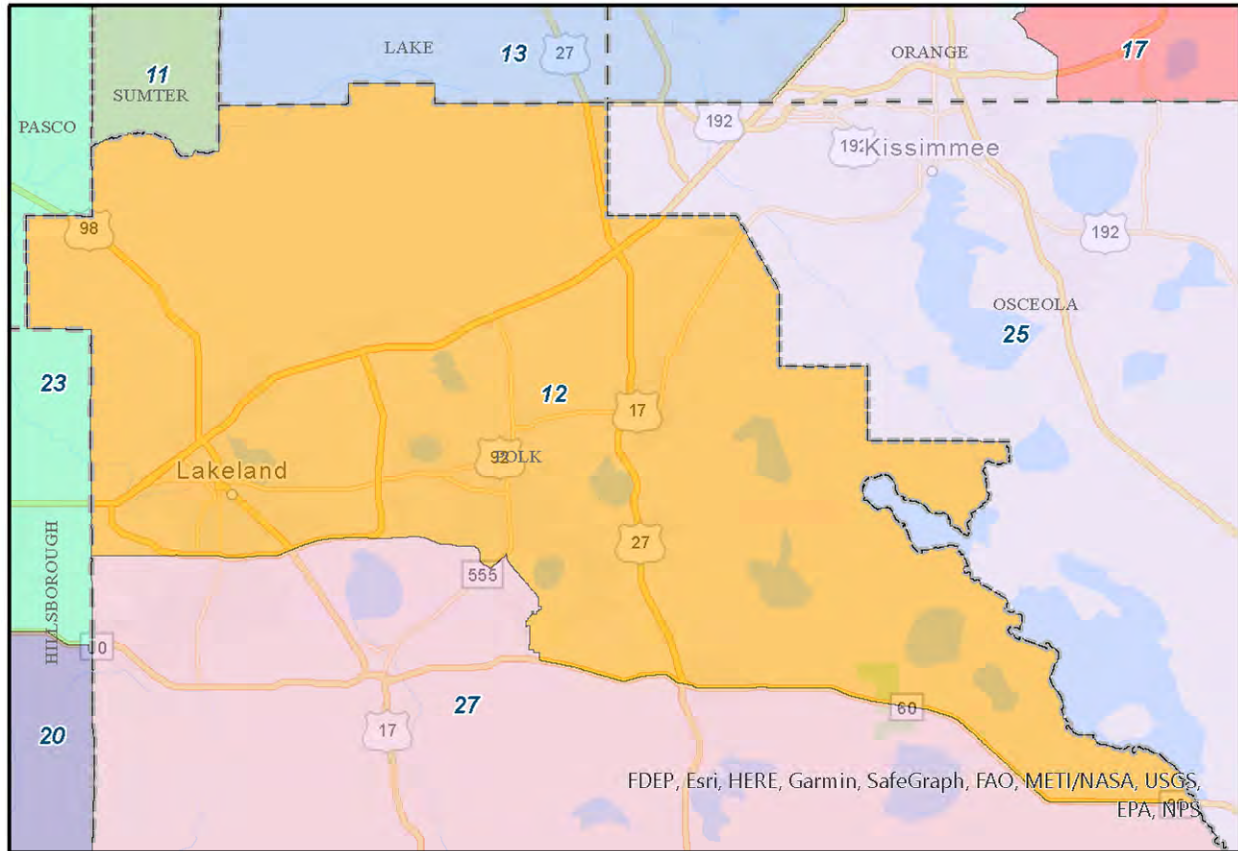 LAKE
13
27
ORANGE
17
11
SUMTER
PASCO
192
192
Kissimmee
98
192
OSCEOLA
25
23
12
17
92
POLK
Lakeland
27
HILLSBOROUGH
555
60
27
17
20
60
FDEP, Esri, HERE, Garmin, SafeGraph, FAO, METI/NASA, USGS,
EPA, NPS